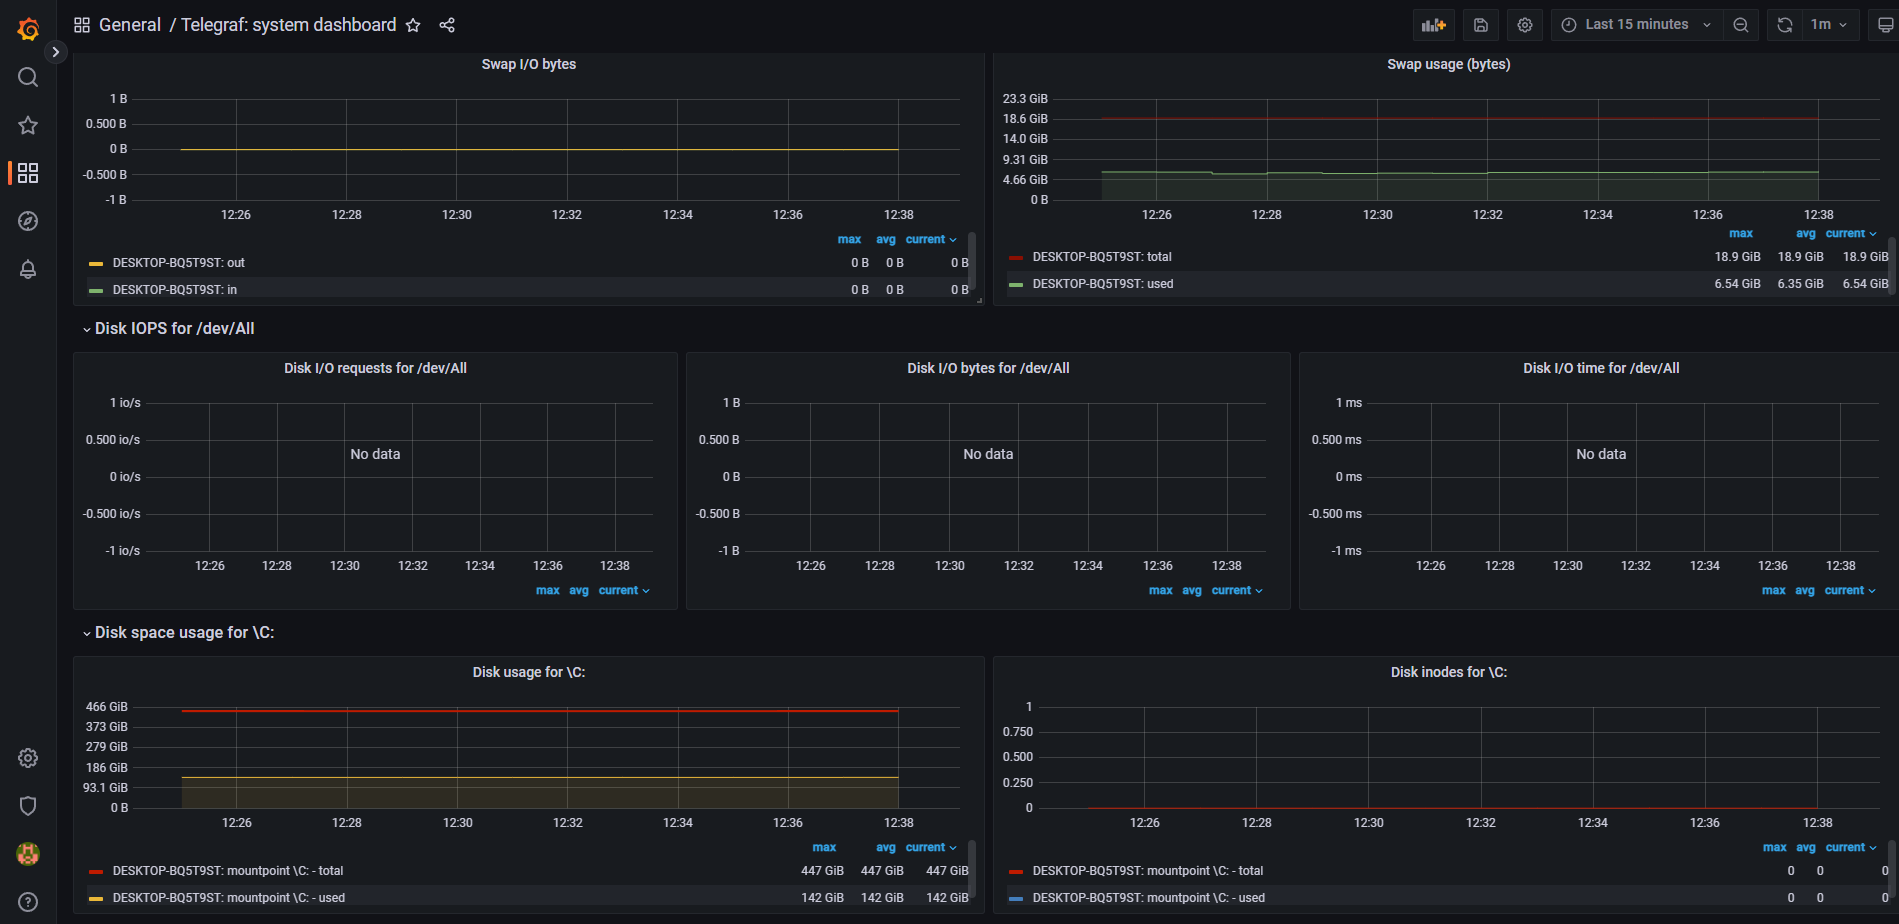 General / Telegraf: system dashboard
Last 15 minutes
1m
Swap I/O bytes
1 B
0.500 B
0 B
-0.500 B
-1 B
12:26 12:28 12:30 12:32 12:34 12:36 12:38
max avg current
DESKTOP-BQ5T9ST: out 0 B 0 B 0 B
DESKTOP-BQ5T9ST: in 0 B 0 B 0 B
Swap usage (bytes)
23.3 GiB
18.6 GiB
14.0 GiB
9.31 GiB
4.66 GiB
0 B
12:26 12:28 12:30 12:32 12:34 12:36 12:38
max avg current
DESKTOP-BQ5T9ST: total 18.9 GiB 18.9 GiB 18.9 GiB
DESKTOP-BQ5T9ST: used 6.54 GiB 6.35 GiB 6.54 GiB
Disk IOPS for /dev/All
Disk I/O requests for /dev/All
1 io/s
0.500 io/s
0 io/s
-0.500 io/s
-1 io/s
No data
12:26 12:28 12:30 12:32 12:34 12:36 12:38
max avg current
Disk I/O bytes for /dev/All
1 B
0.500 B
0 B
-0.500 B
-1 B
No data
12:26 12:28 12:30 12:32 12:34 12:36 12:38
max avg current
Disk I/O time for /dev/All
1 ms
0.500 ms
0 ms
-0.500 ms
-1 ms
No data
12:26 12:28 12:30 12:32 12:34 12:36 12:38
max avg current
Disk space usage for \C:
Disk usage for \C:
466 GiB
373 GiB
279 GiB
186 GiB
93.1 GiB
0 B
12:26 12:28 12:30 12:32 12:34 12:36 12:38
max avg current
DESKTOP-BQ5T9ST: mountpoint \C: - total 447 GiB 447 GiB 447 GiB
DESKTOP-BQ5T9ST: mountpoint \C: - used 142 GiB 142 GiB 142 GiB
Disk inodes for \C:
1
0.750
0.500
0.250
0
12:26 12:28 12:30 12:32 12:34 12:36 12:38
max avg current
DESKTOP-BQ5T9ST: mountpoint \C: - total 0 0 0
DESKTOP-BQ5T9ST: mountpoint \C: - used 0 0 0